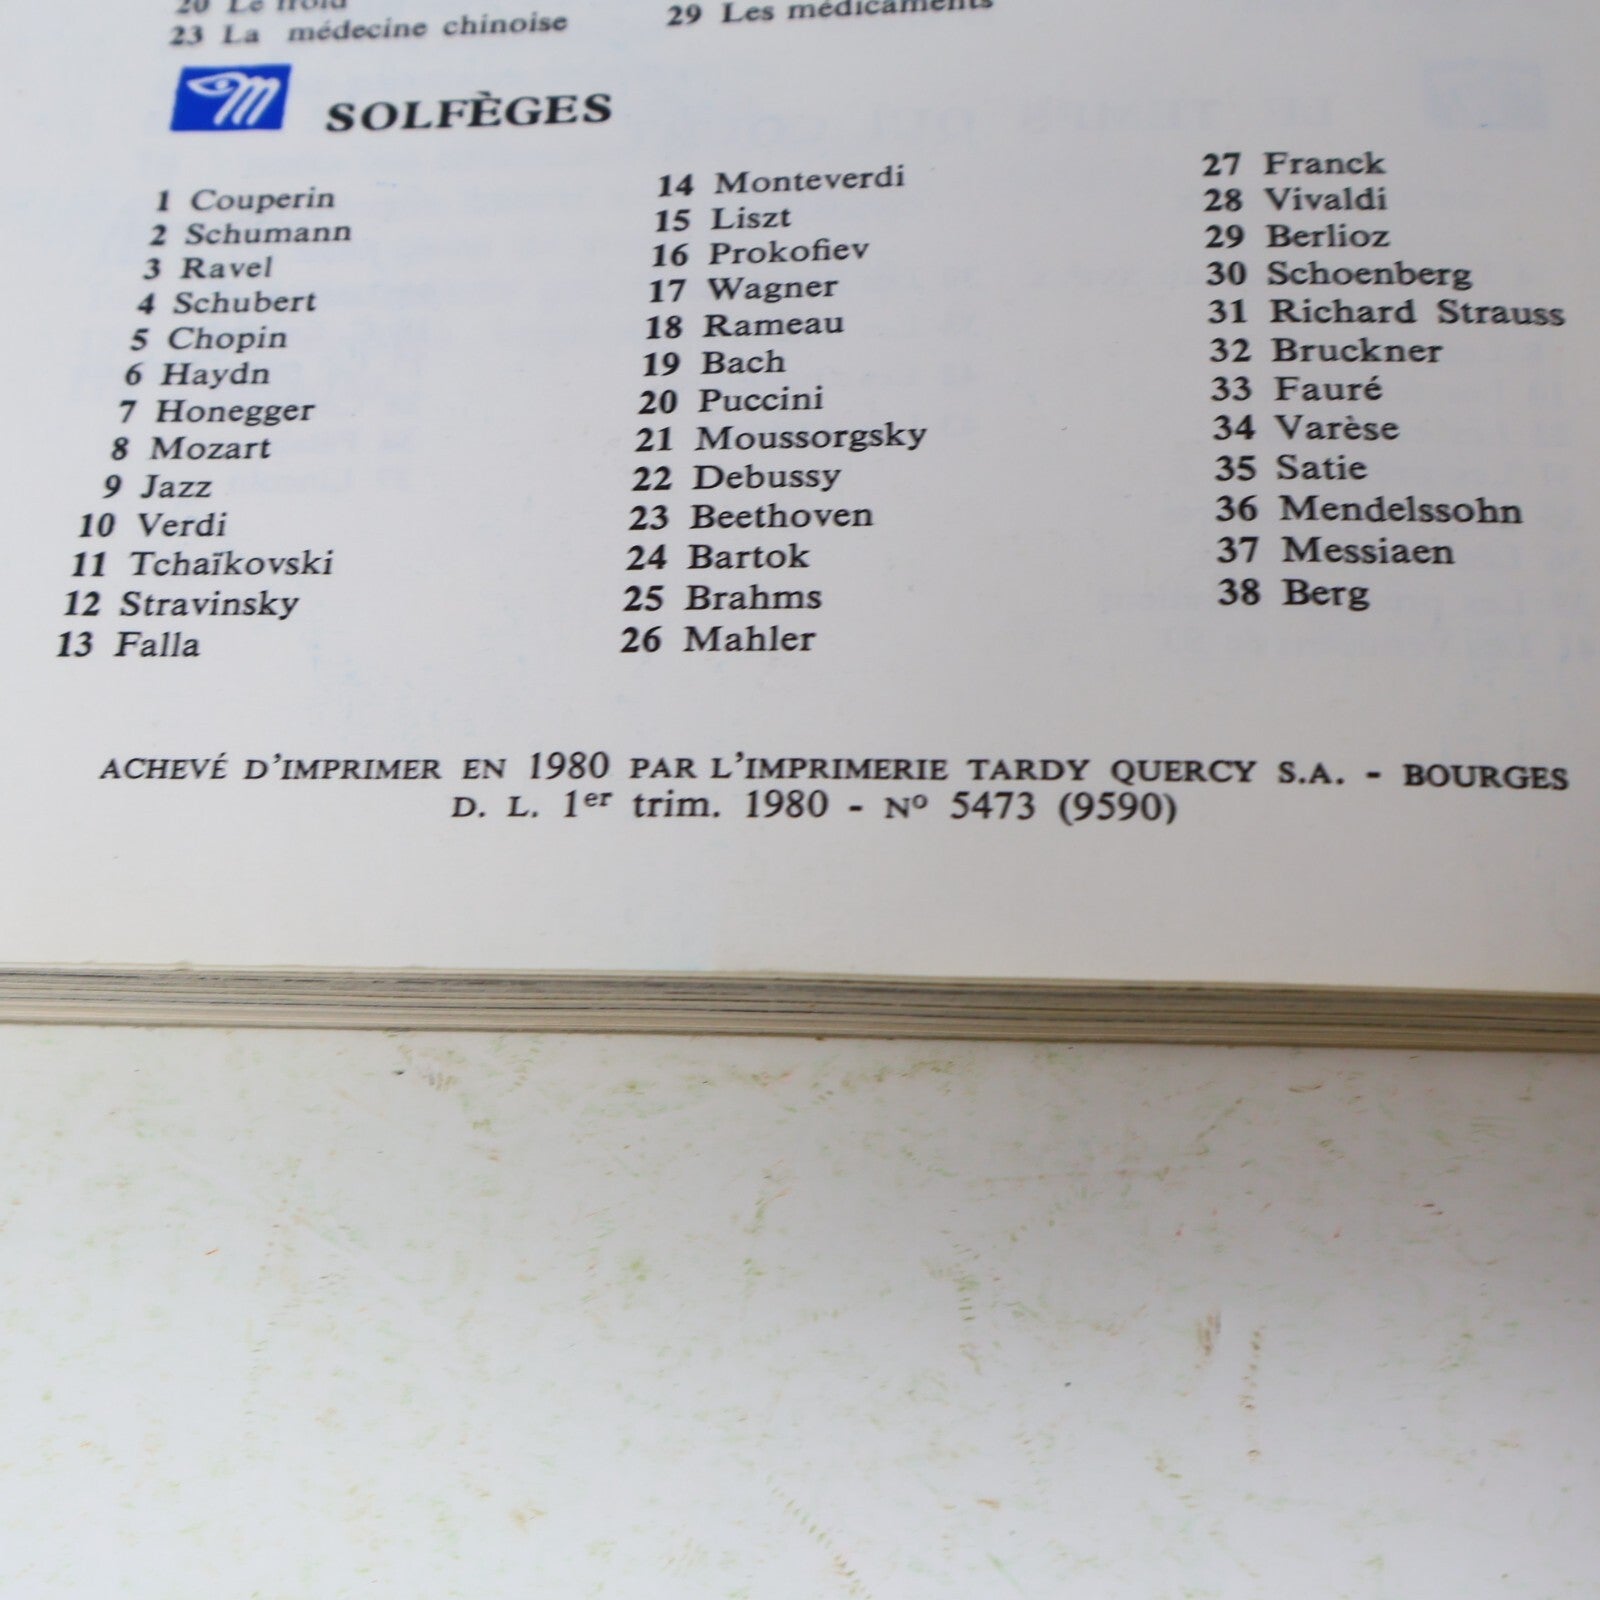 20 Le froid
23 La médecine chinoise
29 Les médicaments
SOLFÈGES
1 Couperin
2 Schumann
3 Ravel
4 Schubert
5 Chopin
6 Haydn
7 Honegger
8 Mozart
9 Jazz
10 Verdi
11 Tchaïkovski
12 Stravinsky
13 Falla
14 Monteverdi
15 Liszt
16 Prokofiev
17 Wagner
18 Rameau
19 Bach
20 Puccini
21 Moussorgsky
22 Debussy
23 Beethoven
24 Bartok
25 Brahms
26 Mahler
27 Franck
28 Vivaldi
29 Berlioz
30 Schoenberg
31 Richard Strauss
32 Bruckner
33 Fauré
34 Varèse
35 Satie
36 Mendelssohn
37 Messiaen
38 Berg
ACHEVÉ D'IMPRIMER EN 1980 PAR L'IMPRIMERIE TARDY QUERCY S.A. - BOURGES
D. L. 1er trim. 1980 - No 5473 (9590)